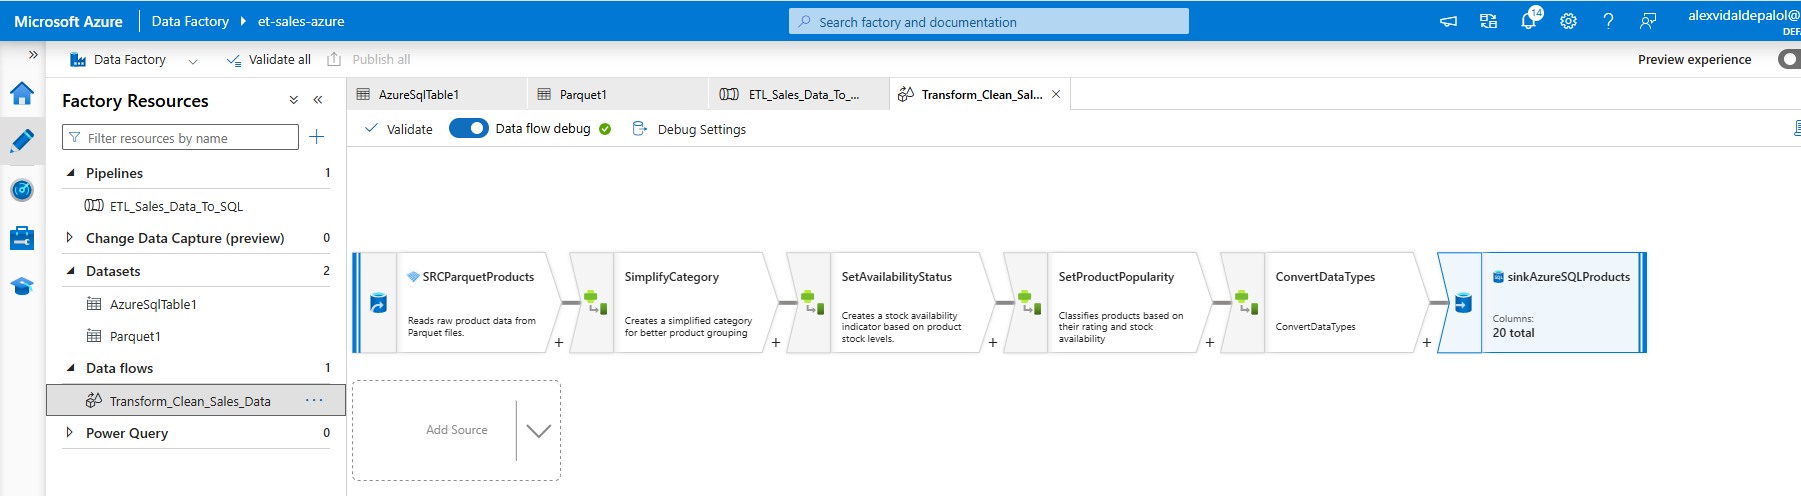 Microsoft Azure
Data Factory
et-sales-azure
Search factory and documentation
14
alexvidaldepalol@
DEF
Data Factory
Validate all
Publish all
Preview experience
Factory Resources
Filter resources by name
Pipelines 1
ETL_Sales_Data_To_SQL
Change Data Capture (preview) 0
Datasets 2
AzureSqlTable1
Parquet1
Data flows 1
Transform_Clean_Sales_Data
Power Query 0
AzureSqlTable1
Parquet1
ETL_Sales_Data_To_...
Transform_Clean_Sal...
Validate
Data flow debug
Debug Settings
SRCParquetProducts
Reads raw product data from
Parquet files.
SimplifyCategory
Creates a simplified category
for better product grouping
SetAvailabilityStatus
Creates a stock availability
indicator based on product
stock levels.
SetProductPopularity
Classifies products based on
their rating and stock
availability
ConvertDataTypes
ConvertDataTypes
SQL
sinkAzureSQLProducts
Columns:
20 total
Add Source